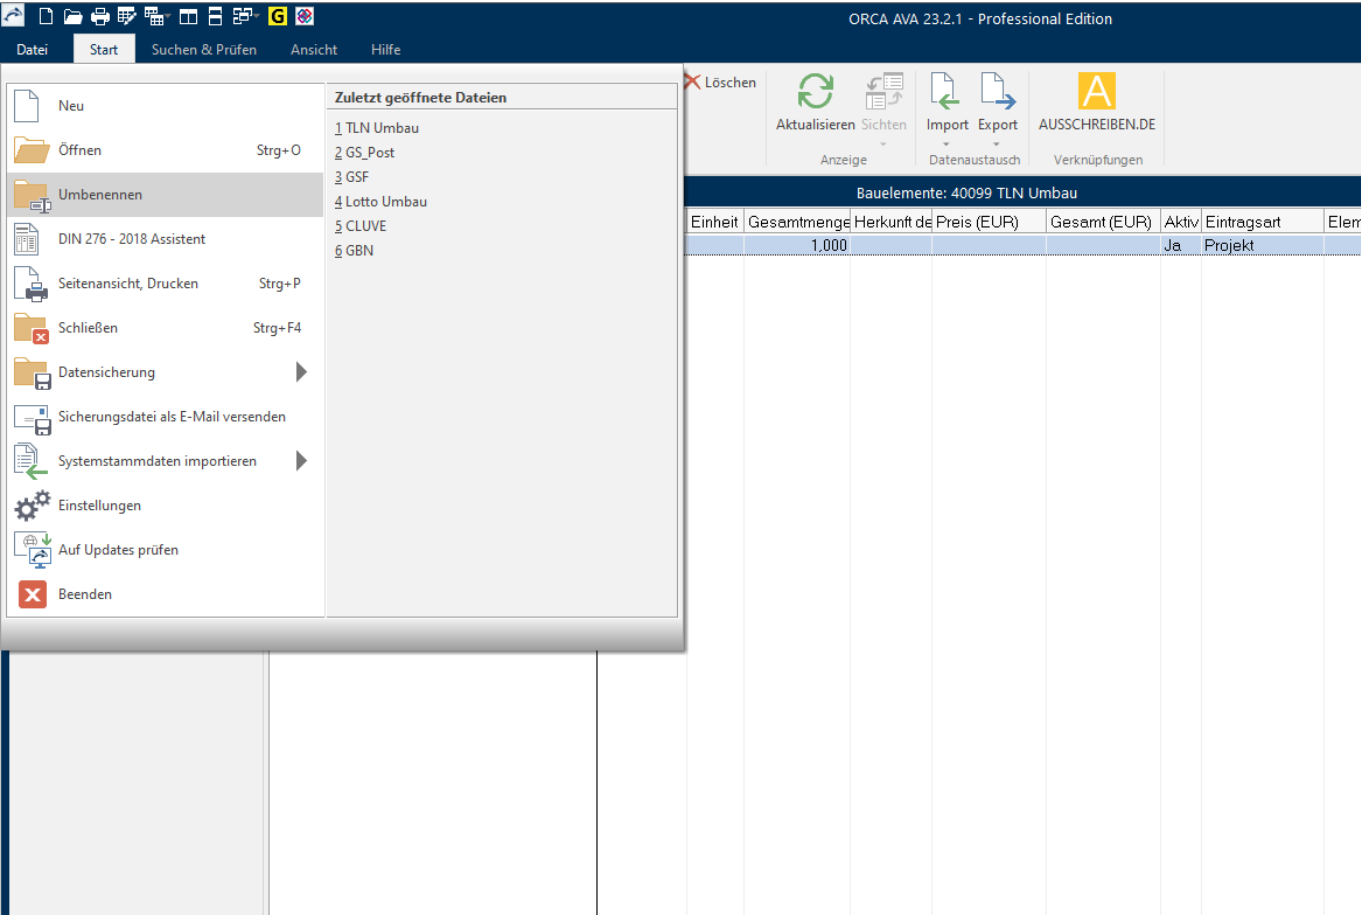 G
ORCA AVA 23.2.1 - Professional Edition
Datei Start Suchen & Prüfen Ansicht Hilfe
Neu
Öffnen Strg+O
Umbenennen
DIN 276 - 2018 Assistent
Seitenansicht, Drucken Strg+P
Schließen Strg+F4
Datensicherung
Sicherungsdatei als E-Mail versenden
Systemstammdaten importieren
Einstellungen
Auf Updates prüfen
Beenden
Zuletzt geöffnete Dateien
1 TLN Umbau
2 GS_Post
3 GSF
4 Lotto Umbau
5 CLUVE
6 GBN
Löschen
A
Aktualisieren Sichten Import Export AUSSCHREIBEN.DE
Anzeige Datenaustausch Verknüpfungen
Bauelemente: 40099 TLN Umbau
Einheit Gesamtmenge Herkunft de Preis (EUR) Gesamt (EUR) Aktiv Eintragsart Elem
1,000 Ja Projekt